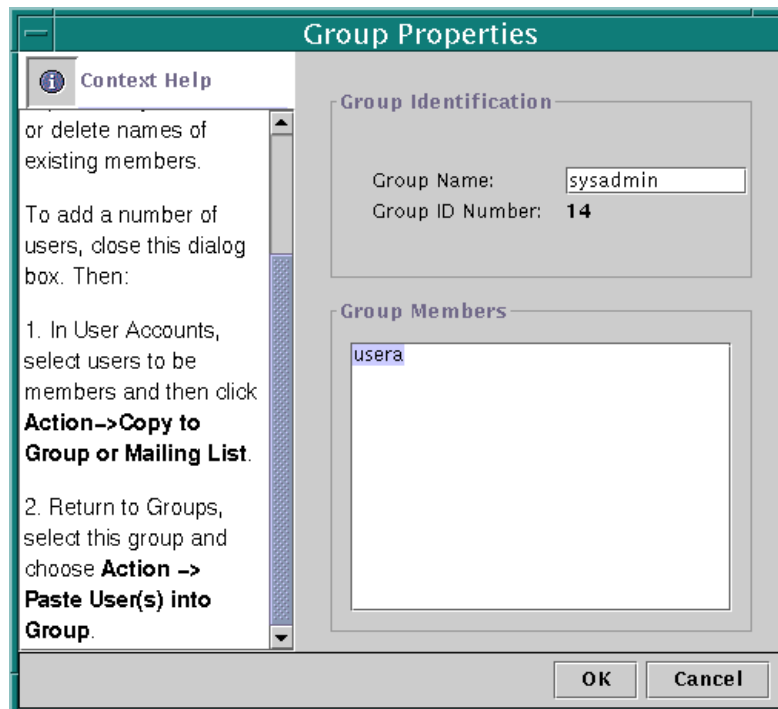 Group Properties
Context Help
or delete names of
existing members.
To add a number of
users, close this dialog
box. Then:
1. In User Accounts,
select users to be
members and then click
Action->Copy to
Group or Mailing List.
2. Return to Groups,
select this group and
choose Action ->
Paste User(s) into
Group.
Group Identification
Group Name: sysadmin
Group ID Number: 14
Group Members
usera
OK Cancel